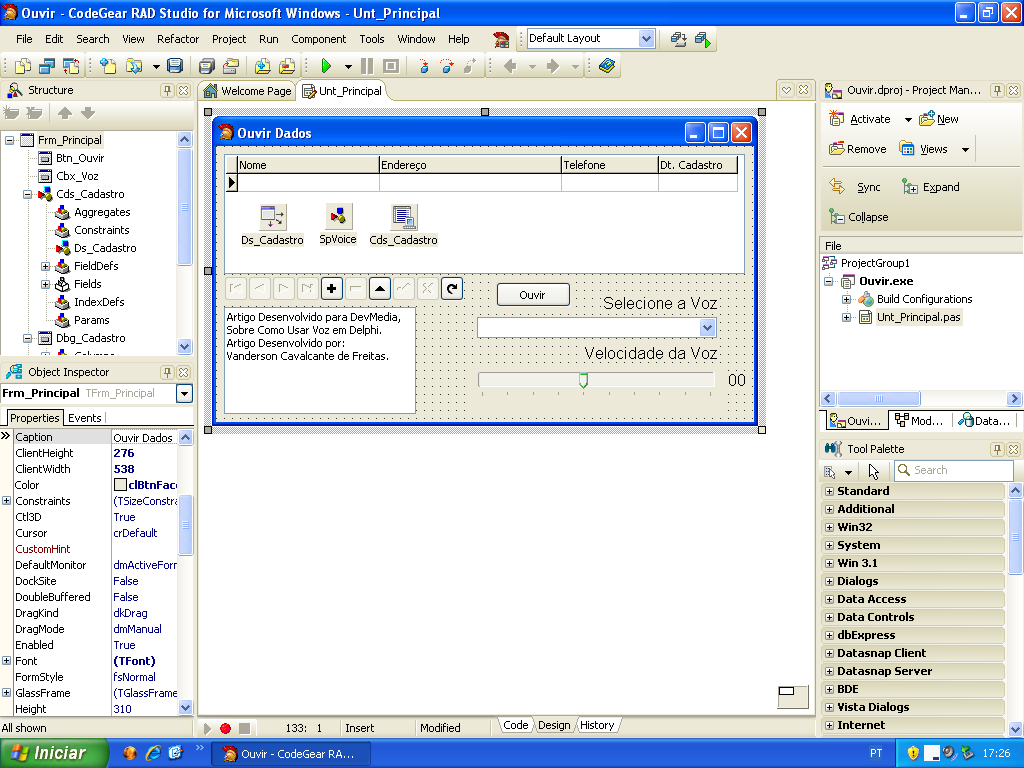 Ouvir - CodeGear RAD Studio for Microsoft Windows - Unt_Principal
File Edit Search View Refactor Project Run Component Tools Window Help
Default Layout
Structure
Frm_Principal
Btn_Ouvir
Cbx_Voz
Cds_Cadastro
Aggregates
Constraints
Ds_Cadastro
FieldDefs
Fields
IndexDefs
Params
Dbg_Cadastro
Object Inspector
Frm_Principal TFrm_Principal
Properties Events
Caption Ouvir Dados
ClientHeight 276
ClientWidth 538
Color clBtnFac
Constraints (TSizeConstra
Ctl3D True
Cursor crDefault
CustomHint
DefaultMonitor dmActiveForr
DockSite False
DoubleBuffered False
DragKind dkDrag
DragMode dmManual
Enabled True
Font (TFont)
FormStyle fsNormal
GlassFrame (TGlassFrame
Height 310
All shown
Welcome Page Unt_Principal
Ouvir Dados
Nome Endereço Telefone Dt. Cadastro
Ds_Cadastro SpVoice Cds_Cadastro
Ouvir
Selecione a Voz
Artigo Desenvolvido para DevMedia,
Sobre Como Usar Voz em Delphi.
Artigo Desenvolvido por:
Vanderson Cavalcante de Freitas.
Velocidade da Voz
00
133: 1 Insert Modified Code Design History
Ouvir.dproj - Project Man...
Activate New
Remove Views
Sync Expand
Collapse
File
ProjectGroup1
Ouvir.exe
Build Configurations
Unt_Principal.pas
Ouvi... Mod... Data...
Tool Palette
Search
Standard
Additional
Win32
System
Win 3.1
Dialogs
Data Access
Data Controls
dbExpress
Datasnap Client
Datasnap Server
BDE
Vista Dialogs
Internet
Iniciar
Ouvir - CodeGear RA...
PT 17:26